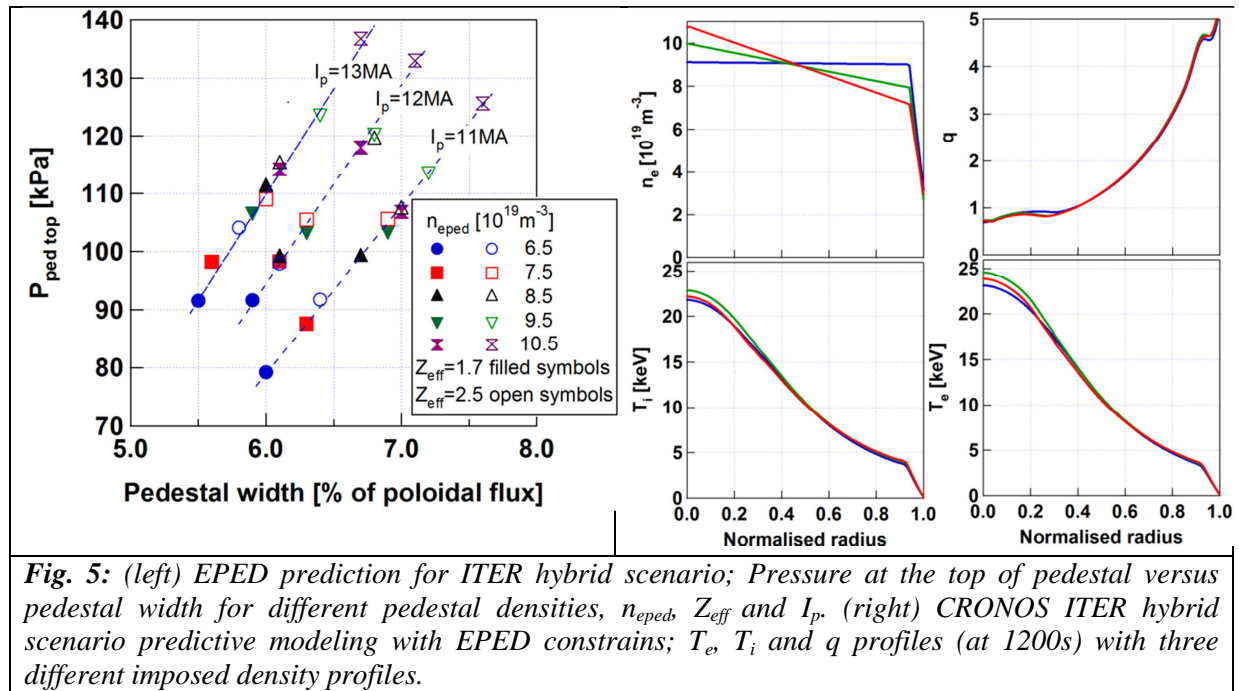 140
130
120
110
100
90
80
70
P_ped top [kPa]
5.0 6.0 7.0 8.0
Pedestal width [% of poloidal flux]
I_p=13MA
I_p=12MA
I_p=11MA
n_eped [10^19 m^-3]
6.5
7.5
8.5
9.5
10.5
Z_eff=1.7 filled symbols
Z_eff=2.5 open symbols
10
8
6
4
2
0
n_e [10^19 m^-3]
5
4
3
2
1
0
q
25
20
15
10
5
0
T_i [keV]
0.0 0.2 0.4 0.6 0.8 1.0
Normalised radius
25
20
15
10
5
0
T_e [keV]
0.0 0.2 0.4 0.6 0.8 1.0
Normalised radius
Fig. 5: (left) EPED prediction for ITER hybrid scenario; Pressure at the top of pedestal versus
pedestal width for different pedestal densities, n_eped, Z_eff and I_p. (right) CRONOS ITER hybrid
scenario predictive modeling with EPED constrains; T_e, T_i and q profiles (at 1200s) with three
different imposed density profiles.